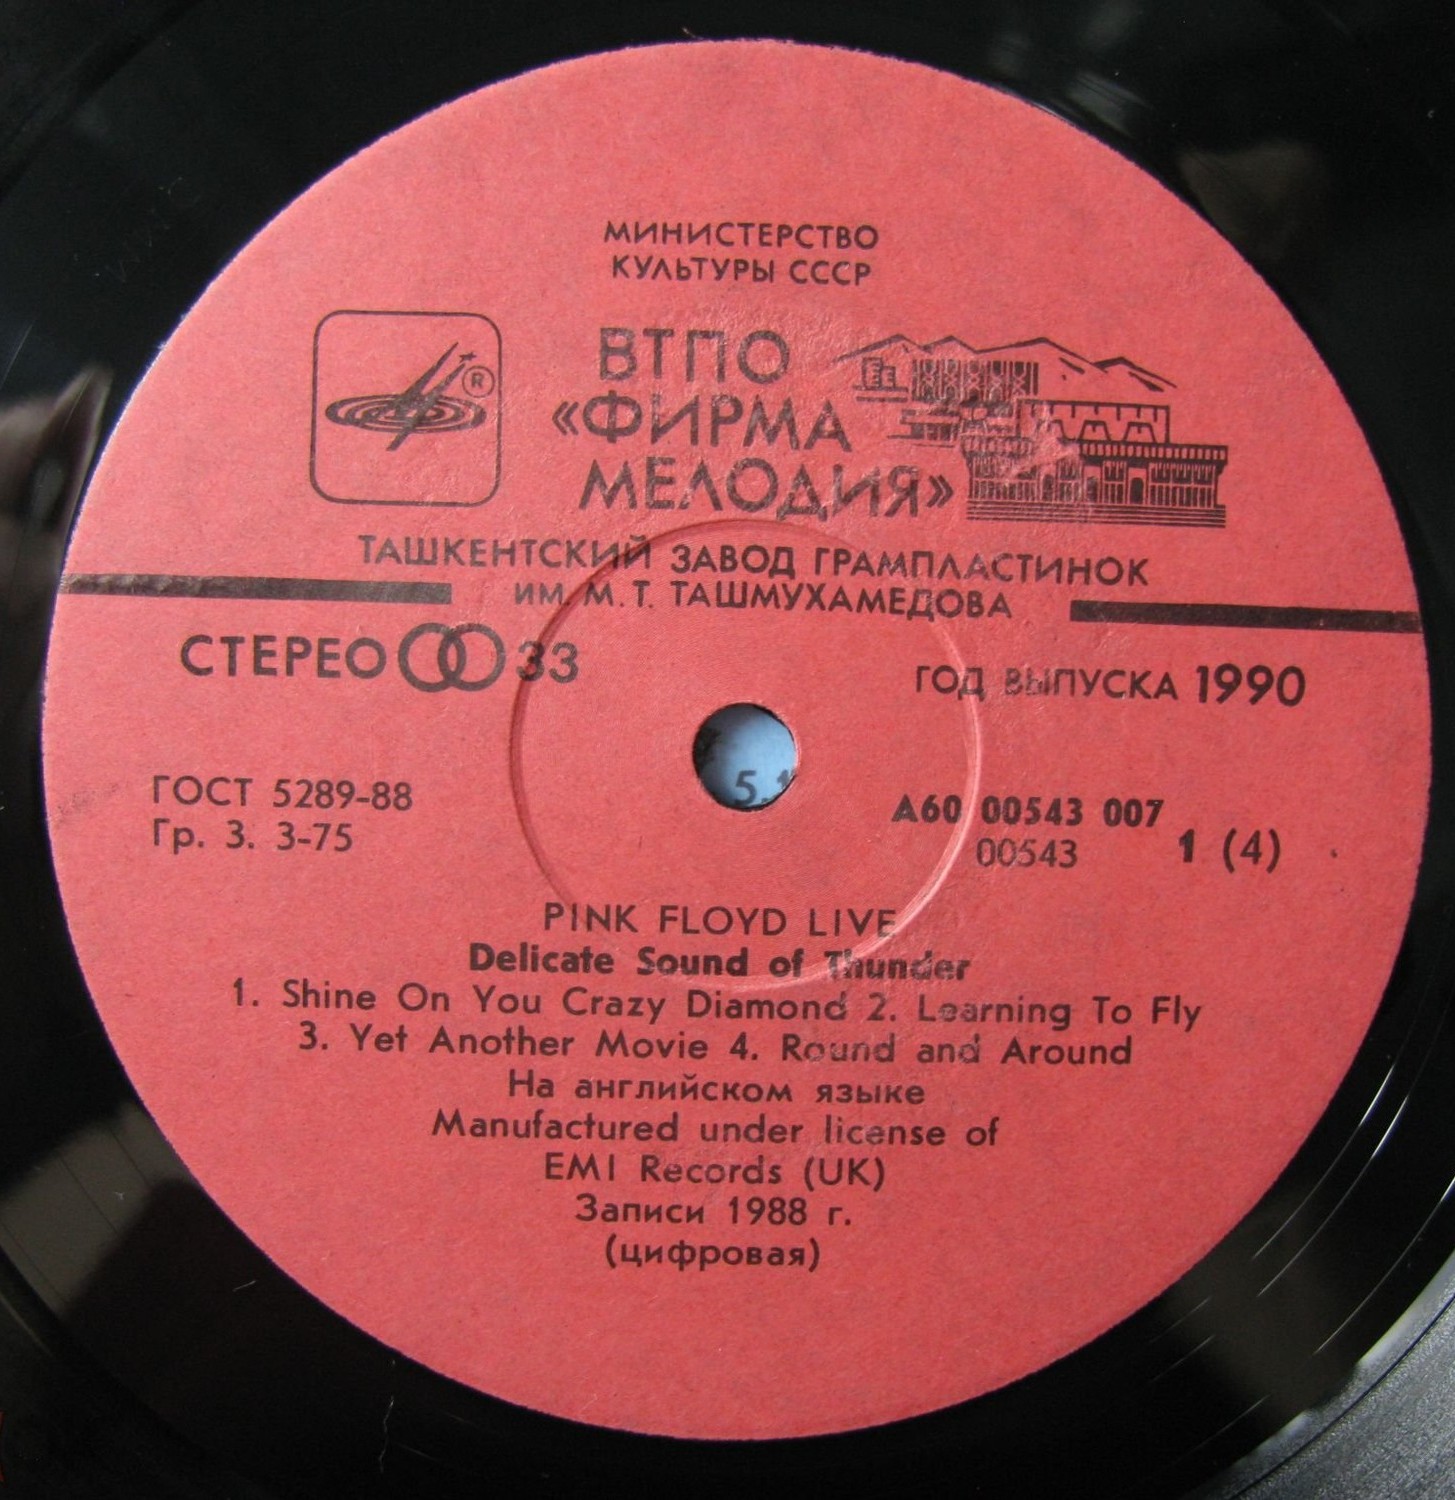 МИНИСТЕРСТВО
КУЛЬТУРЫ СССР
®
ВТПО
«ФИРМА
МЕЛОДИЯ»
ТАШКЕНТСКИЙ ЗАВОД ГРАМПЛАСТИНОК
ИМ М. Т. ТАШМУХАМЕДОВА
СТЕРЕО 33
ГОД ВЫПУСКА 1990
ГОСТ 5289-88
Гр. 3. 3-75
5.
А60 00543 007
00543 1 (4)
PINK FLOYD LIVE
Delicate Sound of Thunder
1. Shine On You Crazy Diamond 2. Learning To Fly
3. Yet Another Movie 4. Round and Around
На английском языке
Manufactured under license of
EMI Records (UK)
Записи 1988 г.
(цифровая)